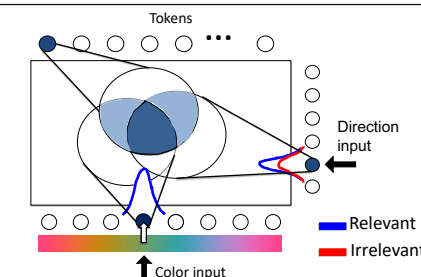 Tokens
Direction
input
Relevant
Irrelevant
Color input